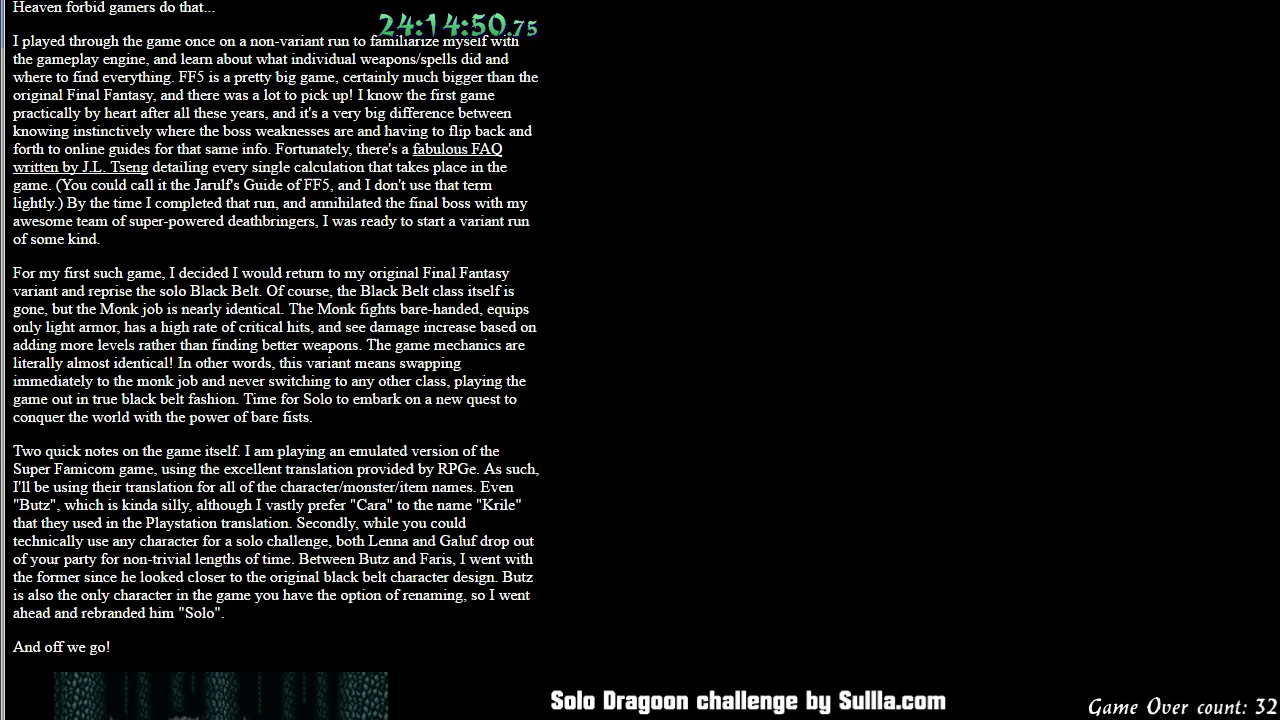 Heaven forbid gamers do that...
24:14:50.75
I played through the game once on a non-variant run to familiarize myself with
the gameplay engine, and learn about what individual weapons/spells did and
where to find everything. FF5 is a pretty big game, certainly much bigger than the
original Final Fantasy, and there was a lot to pick up! I know the first game
practically by heart after all these years, and it's a very big difference between
knowing instinctively where the boss weaknesses are and having to flip back and
forth to online guides for that same info. Fortunately, there's a fabulous FAQ
written by J.L. Tseng detailing every single calculation that takes place in the
game. (You could call it the Jarulf's Guide of FF5, and I don't use that term
lightly.) By the time I completed that run, and annihilated the final boss with my
awesome team of super-powered deathbringers, I was ready to start a variant run
of some kind.
For my first such game, I decided I would return to my original Final Fantasy
variant and reprise the solo Black Belt. Of course, the Black Belt class itself is
gone, but the Monk job is nearly identical. The Monk fights bare-handed, equips
only light armor, has a high rate of critical hits, and see damage increase based on
adding more levels rather than finding better weapons. The game mechanics are
literally almost identical! In other words, this variant means swapping
immediately to the monk job and never switching to any other class, playing the
game out in true black belt fashion. Time for Solo to embark on a new quest to
conquer the world with the power of bare fists.
Two quick notes on the game itself. I am playing an emulated version of the
Super Famicom game, using the excellent translation provided by RPGe. As such,
I'll be using their translation for all of the character/monster/item names. Even
"Butz", which is kinda silly, although I vastly prefer "Cara" to the name "Krile"
that they used in the Playstation translation. Secondly, while you could
technically use any character for a solo challenge, both Lenna and Galuf drop out
of your party for non-trivial lengths of time. Between Butz and Faris, I went with
the former since he looked closer to the original black belt character design. Butz
is also the only character in the game you have the option of renaming, so I went
ahead and rebranded him "Solo".
And off we go!
Solo Dragoon challenge by Sullla.com
Game Over count: 32